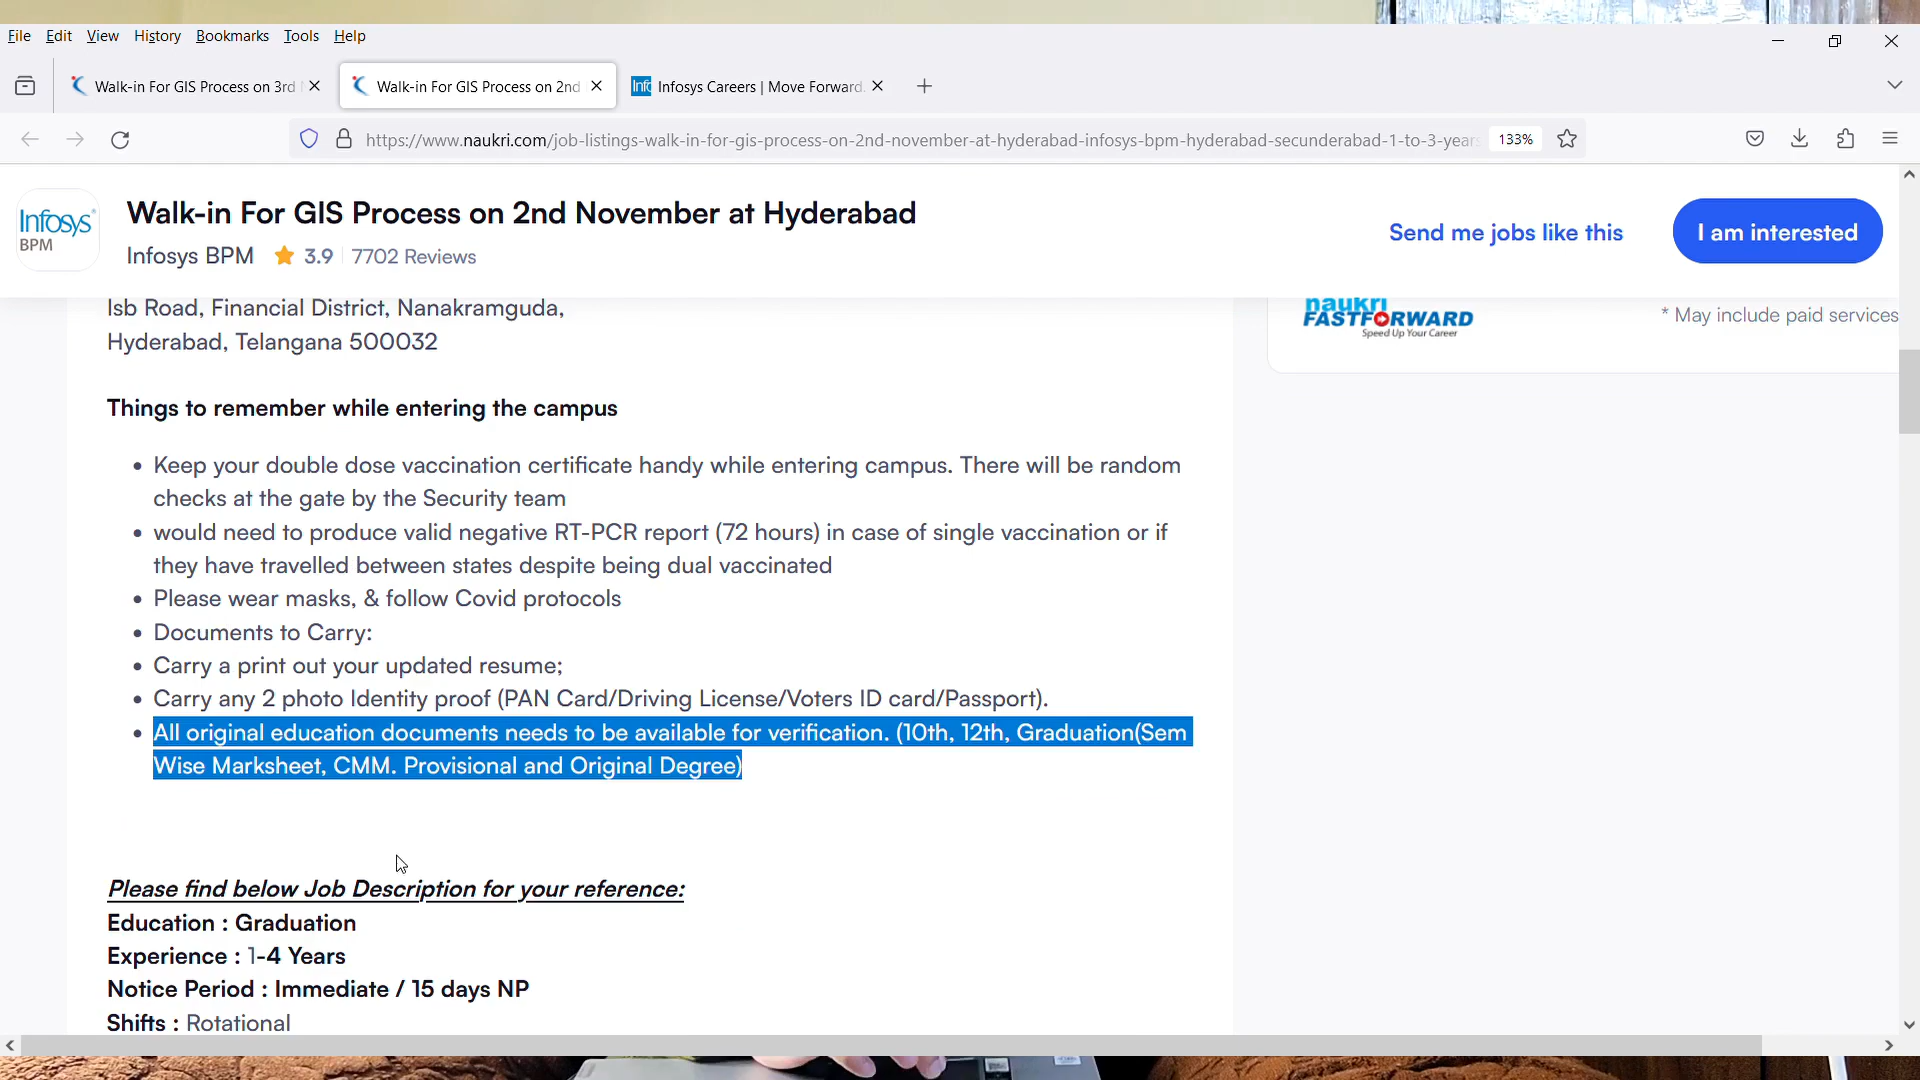 File Edit View History Bookmarks Tools Help
Walk-in For GIS Process on 3rd
Walk-in For GIS Process on 2nd
Infosys Careers | Move Forward.
https://www.naukri.com/job-listings-walk-in-for-gis-process-on-2nd-november-at-hyderabad-infosys-bpm-hyderabad-secunderabad-1-to-3-years
133%
Infosys
BPM
Walk-in For GIS Process on 2nd November at Hyderabad
Infosys BPM 3.9 7702 Reviews
Send me jobs like this
I am interested
Isb Road, Financial District, Nanakramguda,
Hyderabad, Telangana 500032
naukri
FASTFORWARD
Speed Up Your Career
* May include paid services
Things to remember while entering the campus
• Keep your double dose vaccination certificate handy while entering campus. There will be random
checks at the gate by the Security team
• would need to produce valid negative RT-PCR report (72 hours) in case of single vaccination or if
they have travelled between states despite being dual vaccinated
• Please wear masks, & follow Covid protocols
• Documents to Carry:
• Carry a print out your updated resume;
• Carry any 2 photo Identity proof (PAN Card/Driving License/Voters ID card/Passport).
• All original education documents needs to be available for verification. (10th, 12th, Graduation(Sem
Wise Marksheet, CMM. Provisional and Original Degree)
Please find below Job Description for your reference:
Education : Graduation
Experience : 1-4 Years
Notice Period : Immediate / 15 days NP
Shifts : Rotational